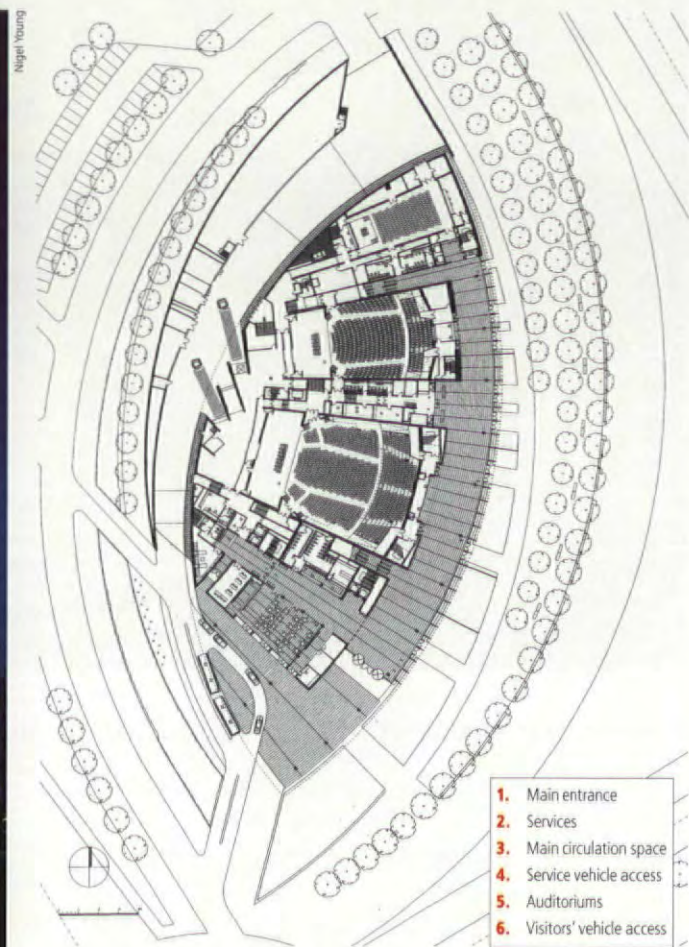 Nigel Young
1. Main entrance
2. Services
3. Main circulation space
4. Service vehicle access
5. Auditoriums
6. Visitors' vehicle access